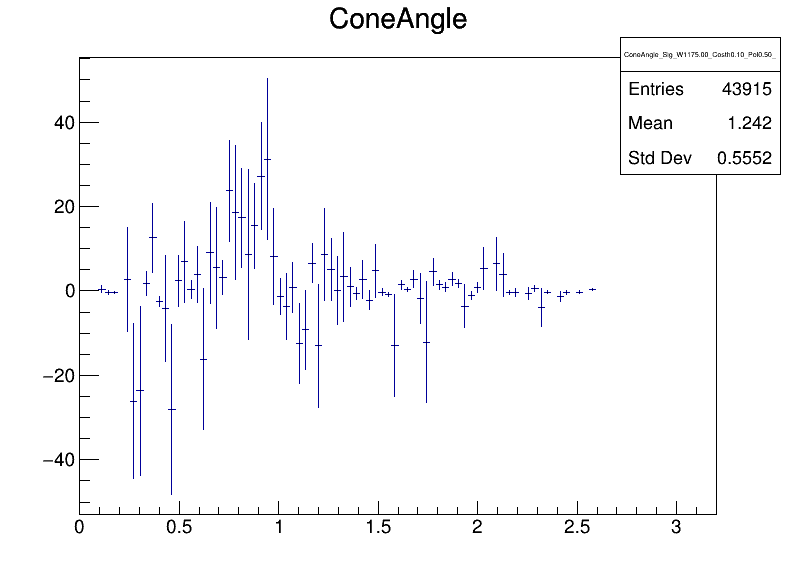 ConeAngle
ConeAngle_Sig_W1175.00_Costh0.10_Pol0.50_
Entries 43915
Mean 1.242
Std Dev 0.5552
40
20
0
−20
−40
0 0.5 1 1.5 2 2.5 3